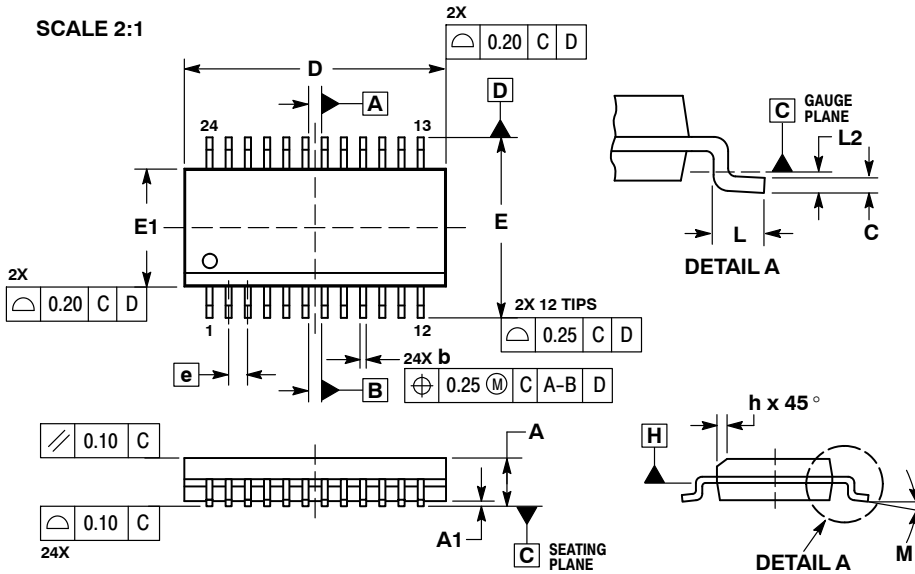 SCALE 2:1
2X
⌓ 0.20 C D
D
A
D
24
13
C GAUGE
PLANE
L2
E1
E
L
C
DETAIL A
2X
⌓ 0.20 C D
2X 12 TIPS
⌓ 0.25 C D
1
12
24X b
e
B
⌖ 0.25 Ⓜ C A-B D
h x 45°
⫽ 0.10 C
A
H
⌓ 0.10 C
24X
A1
C SEATING
PLANE
M
DETAIL A